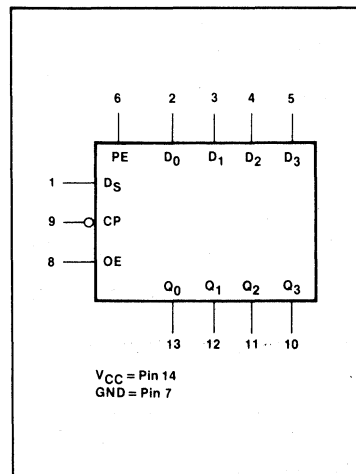 6 2 3 4 5
PE D0 D1 D2 D3
1 DS
9 CP
8 OE
Q0 Q1 Q2 Q3
13 12 11 10
VCC = Pin 14
GND = Pin 7